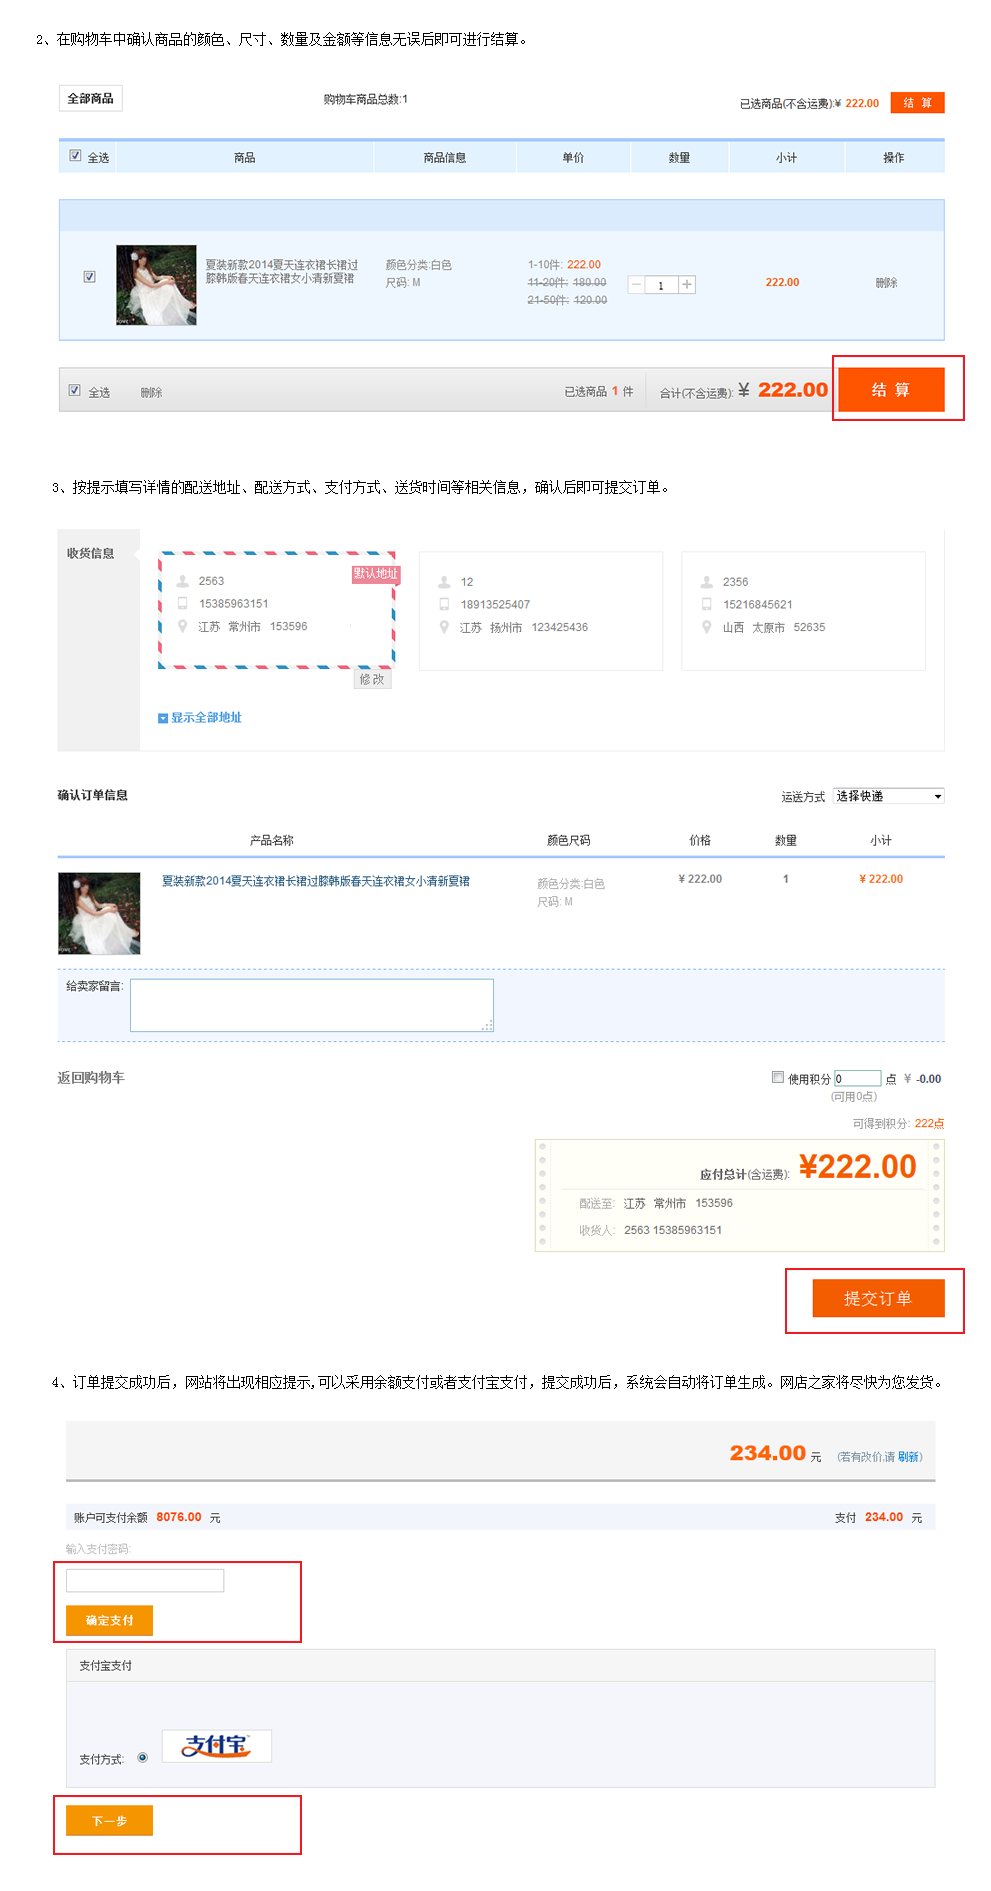 2、在购物车中确认商品的颜色、尺寸、数量及金额等信息无误后即可进行结算。
全部商品 购物车商品总数:1 已选商品(不含运费):¥ 222.00 结 算
全选 商品 商品信息 单价 数量 小计 操作
夏装新款2014夏天连衣裙长裙过 颜色分类:白色 1-10件: 222.00
膝韩版春天连衣裙女小清新夏裙 尺码: M 11-20件: 180.00 1 222.00 删除
21-50件: 120.00
全选 删除 已选商品 1 件 合计(不含运费): ¥ 222.00 结 算
3、按提示填写详情的配送地址、配送方式、支付方式、送货时间等相关信息，确认后即可提交订单。
收货信息 默认地址
2563 12 2356
15385963151 18913525407 15216845621
江苏 常州市 153596 江苏 扬州市 123425436 山西 太原市 52635
修改
显示全部地址
确认订单信息 运送方式 选择快递
产品名称 颜色尺码 价格 数量 小计
夏装新款2014夏天连衣裙长裙过膝韩版春天连衣裙女小清新夏裙 颜色分类:白色 ¥ 222.00 1 ¥ 222.00
尺码: M
给卖家留言:
返回购物车 使用积分 0 点 ¥ -0.00
(可用0点)
可得到积分: 222点
应付总计(含运费): ¥222.00
配送至: 江苏 常州市 153596
收货人: 2563 15385963151
提交订单
4、订单提交成功后，网站将出现相应提示,可以采用余额支付或者支付宝支付，提交成功后，系统会自动将订单生成。网店之家将尽快为您发货。
234.00 元 (若有改价,请 刷新)
账户可支付余额 8076.00 元 支付 234.00 元
输入支付密码:
确定支付
支付宝支付
支付方式: 支付宝
下一步